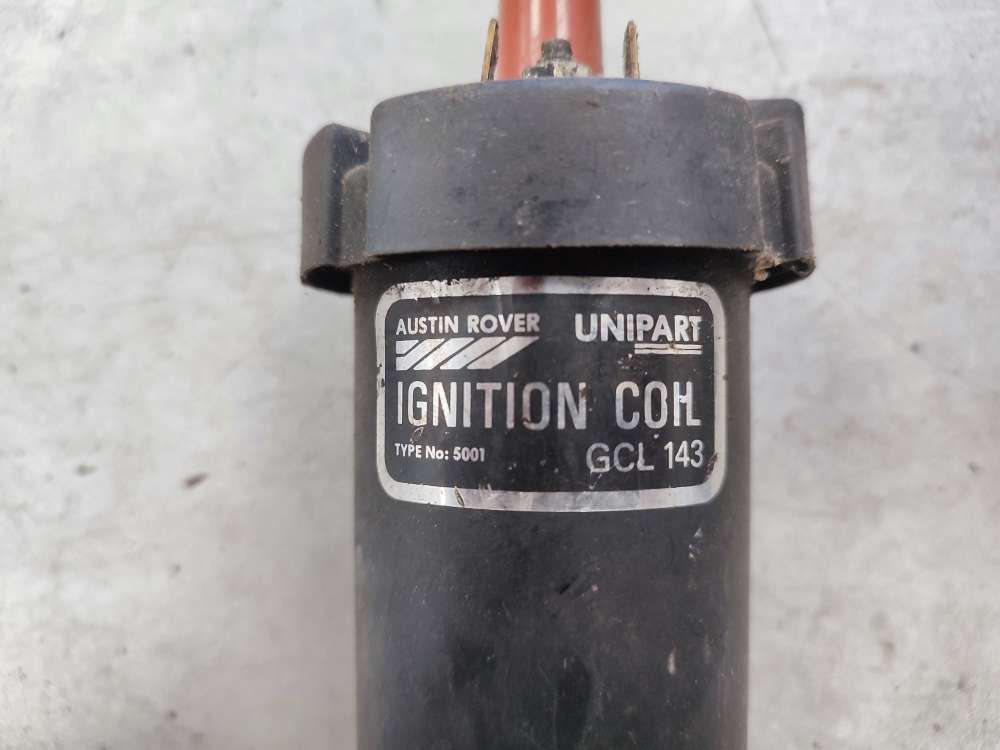 AUSTIN ROVER UNIPART
IGNITION COIL
TYPE No: 5001 GCL 143